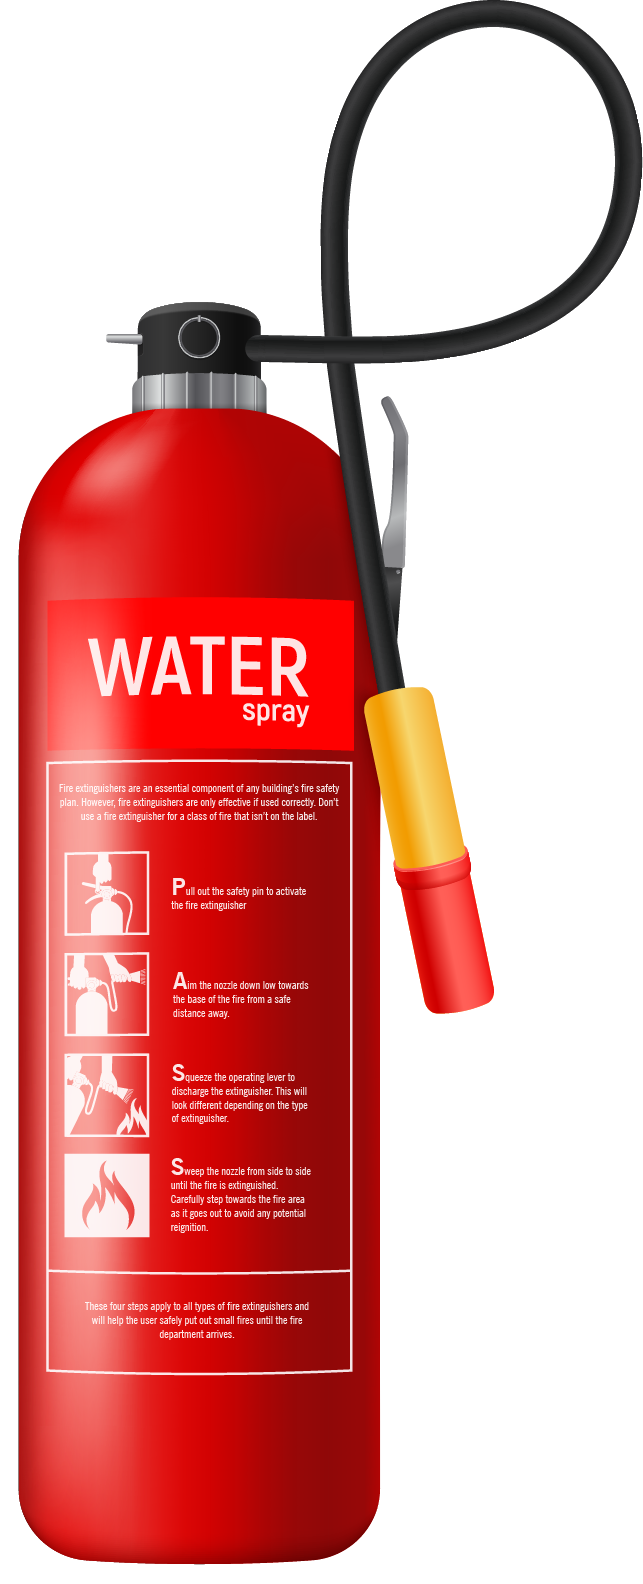 WATER
spray
Fire extinguishers are an essential component of any building's fire safety
plan. However, fire extinguishers are only effective if used correctly. Don't
use a fire extinguisher for a class of fire that isn't on the label.
Pull out the safety pin to activate
the fire extinguisher
Aim the nozzle down low towards
the base of the fire from a safe
distance away.
Squeeze the operating lever to
discharge the extinguisher. This will
look different depending on the type
of extinguisher.
Sweep the nozzle from side to side
until the fire is extinguished.
Carefully step towards the fire area
as it goes out to avoid any potential
reignition.
These four steps apply to all types of fire extinguishers and
will help the user safely put out small fires until the fire
department arrives.